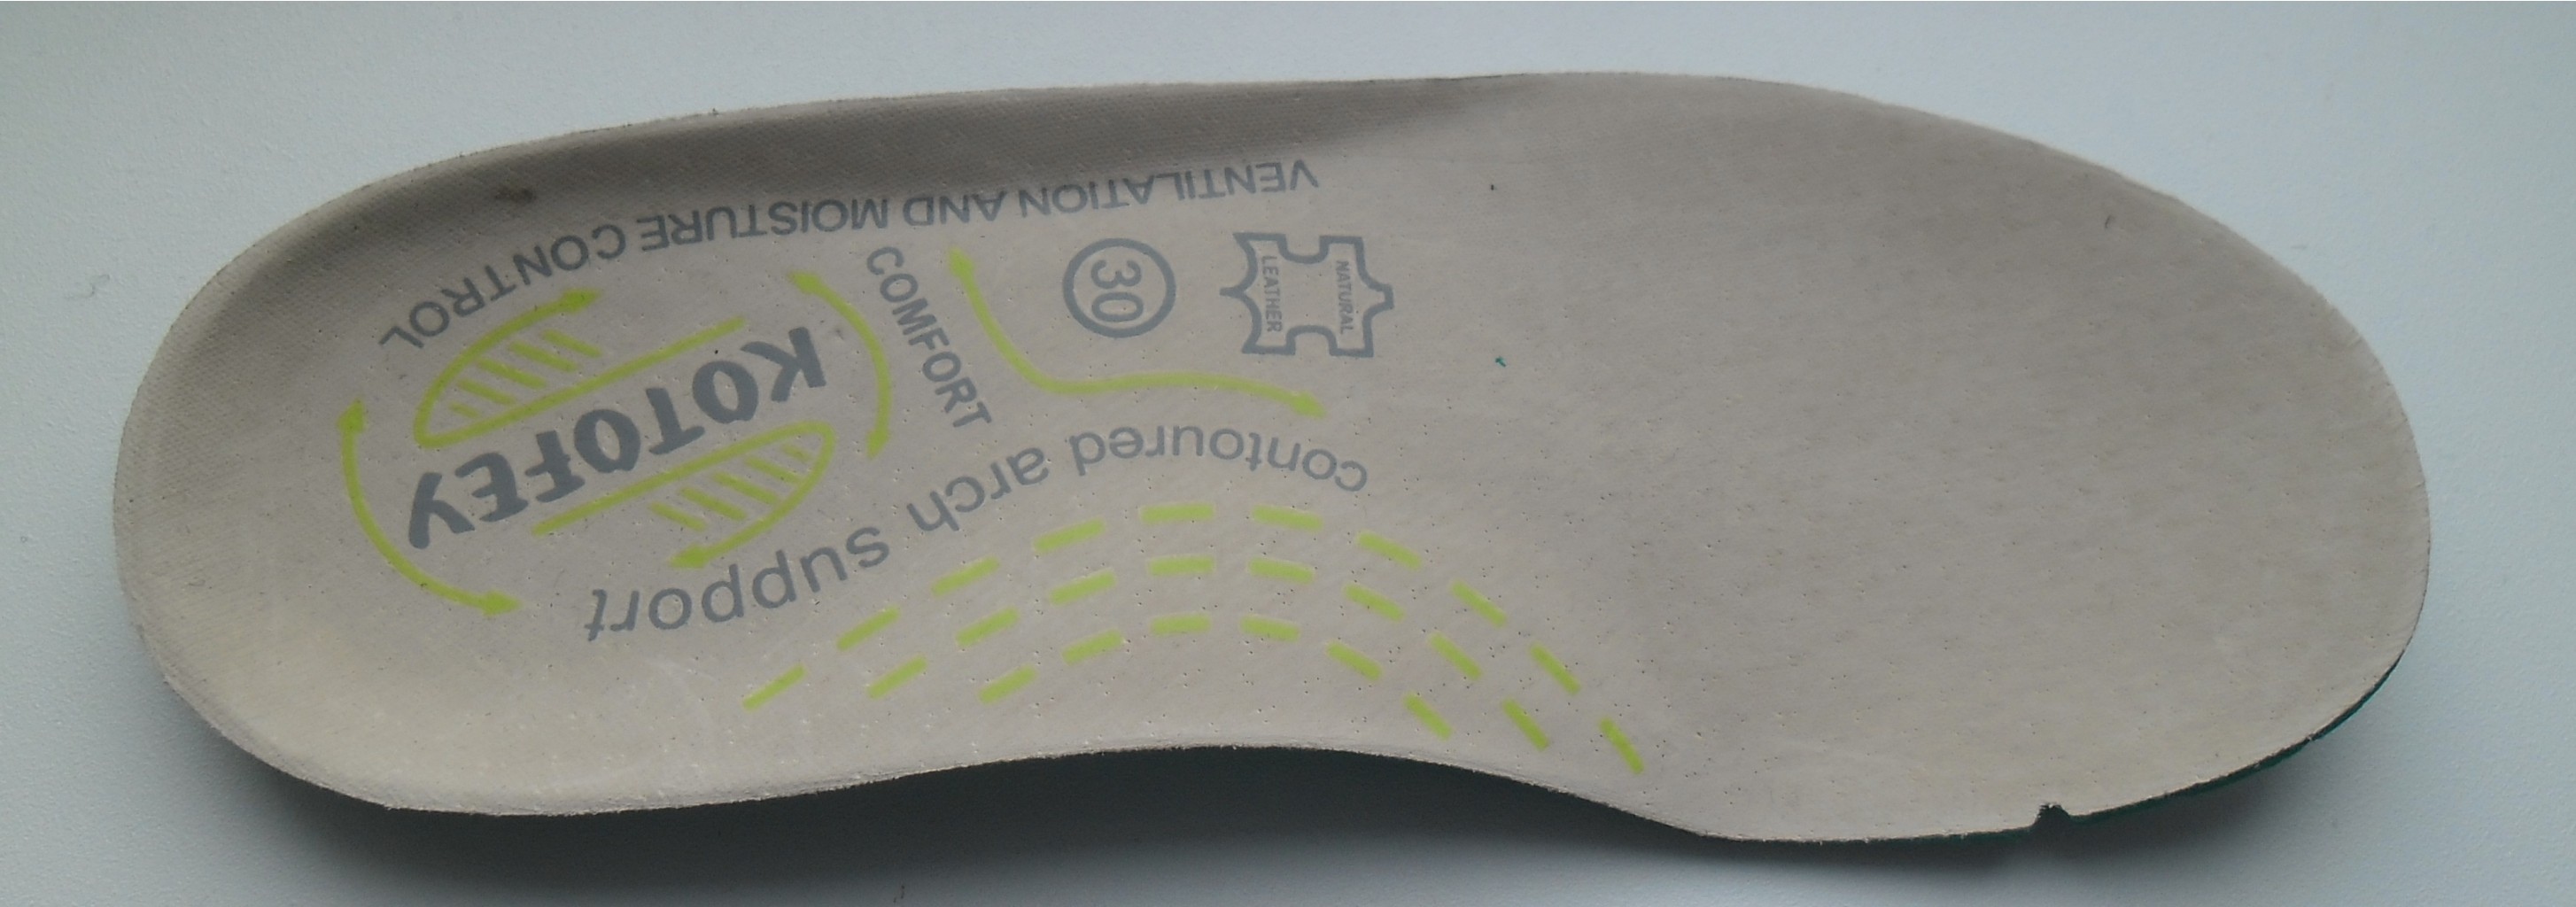 contoured arch support
KOTOFEY
COMFORT
30
NATURAL
LEATHER
VENTILATION AND MOISTURE CONTROL